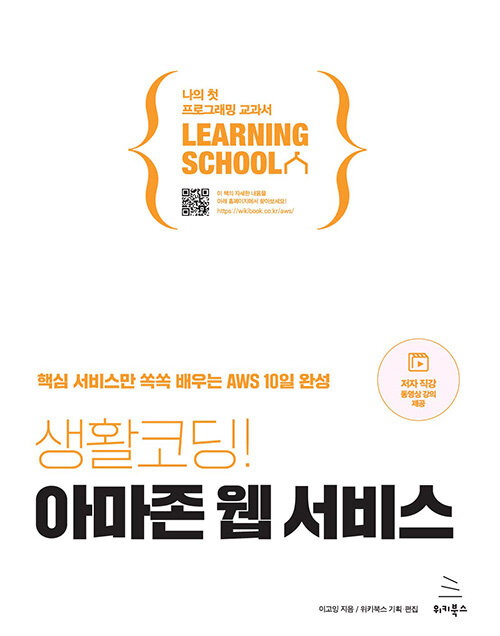 나의 첫
프로그래밍 교과서
LEARNING
SCHOOL
이 책의 자세한 내용을
아래 홈페이지에서 찾아보세요!
https://wikibook.co.kr/aws/
핵심 서비스만 쏙쏙 배우는 AWS 10일 완성
저자 직강
동영상 강의
제공
생활코딩!
아마존 웹 서비스
이고잉 지음 / 위키북스 기획·편집
위키북스